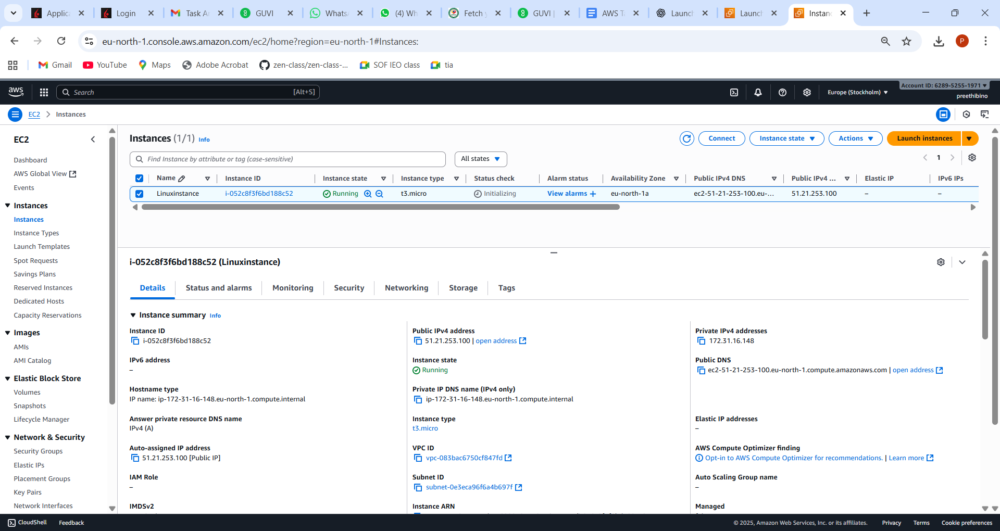 Applica
Login
Task A
GUVI
Whats
(4) Wh
Fetch y
GUVI |
AWS T
Launch
Launch
Instan
eu-north-1.console.aws.amazon.com/ec2/home?region=eu-north-1#Instances:
P
Gmail
YouTube
Maps
Adobe Acrobat
zen-class/zen-class-...
SOF IEO class
tia
aws
Search
[Alt+S]
Europe (Stockholm)
Account ID: 6289-5255-1971
preethibino
EC2
Instances
EC2
Dashboard
AWS Global View
Events
Instances
Instances
Instance Types
Launch Templates
Spot Requests
Savings Plans
Reserved Instances
Dedicated Hosts
Capacity Reservations
Images
AMIs
AMI Catalog
Elastic Block Store
Volumes
Snapshots
Lifecycle Manager
Network & Security
Security Groups
Elastic IPs
Placement Groups
Key Pairs
Network Interfaces
Instances (1/1) Info
Connect
Instance state
Actions
Launch instances
Find Instance by attribute or tag (case-sensitive)
All states
1
Name Instance ID Instance state Instance type Status check Alarm status Availability Zone Public IPv4 DNS Public IPv4 ... Elastic IP IPv6 IPs
Linuxinstance i-052c8f3f6bd188c52 Running t3.micro Initializing View alarms + eu-north-1a ec2-51-21-253-100.eu-... 51.21.253.100 – –
i-052c8f3f6bd188c52 (Linuxinstance)
Details
Status and alarms
Monitoring
Security
Networking
Storage
Tags
Instance summary Info
Instance ID
i-052c8f3f6bd188c52
Public IPv4 address
51.21.253.100 | open address
Private IPv4 addresses
172.31.16.148
IPv6 address
–
Instance state
Running
Public DNS
ec2-51-21-253-100.eu-north-1.compute.amazonaws.com | open address
Hostname type
IP name: ip-172-31-16-148.eu-north-1.compute.internal
Private IP DNS name (IPv4 only)
ip-172-31-16-148.eu-north-1.compute.internal
Answer private resource DNS name
IPv4 (A)
Instance type
t3.micro
Elastic IP addresses
–
Auto-assigned IP address
51.21.253.100 [Public IP]
VPC ID
vpc-083bac6750cf847fd
AWS Compute Optimizer finding
Opt-in to AWS Compute Optimizer for recommendations. | Learn more
IAM Role
–
Subnet ID
subnet-0e3eca96f6a4b697f
Auto Scaling Group name
–
IMDSv2
Instance ARN
Managed
CloudShell
Feedback
© 2025, Amazon Web Services, Inc. or its affiliates.
Privacy
Terms
Cookie preferences